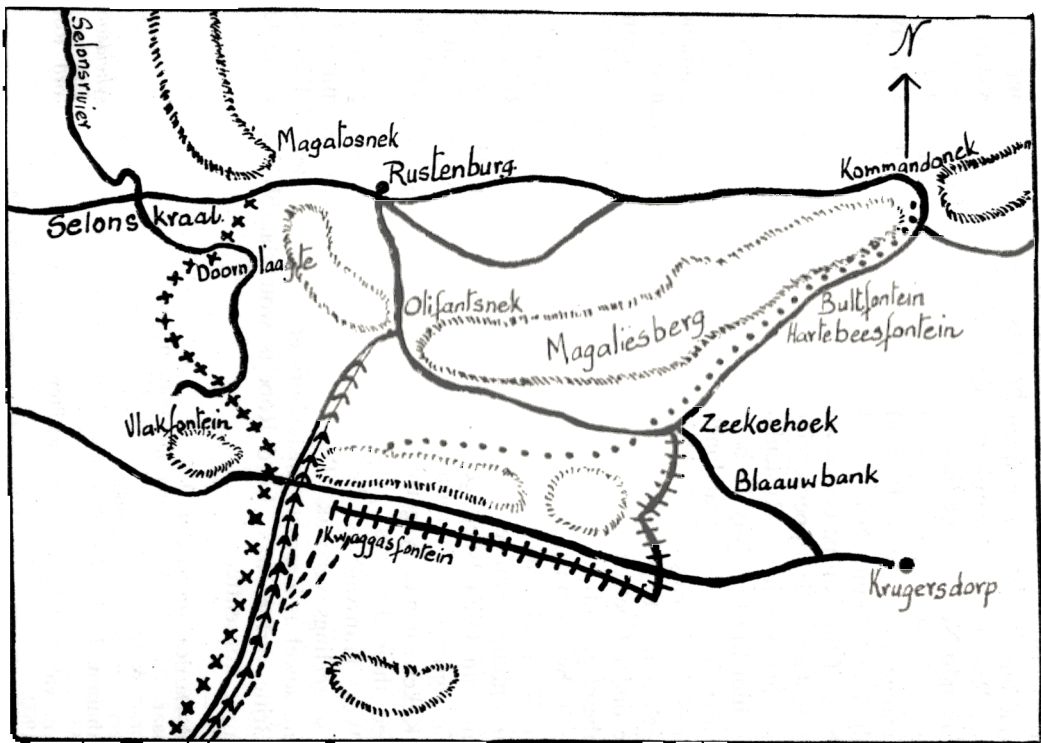 Selonsrivier
N
Magatosnek
Rustenburg.
Kommandonek
Selons kraal.
Doornlaagte
Olifantsnek
Bultfontein
Hartebeesfontein
Magaliesberg
Vlakfontein
Zeekoehoek
Blaauwbank
Kwaggasfontein
Krugersdorp